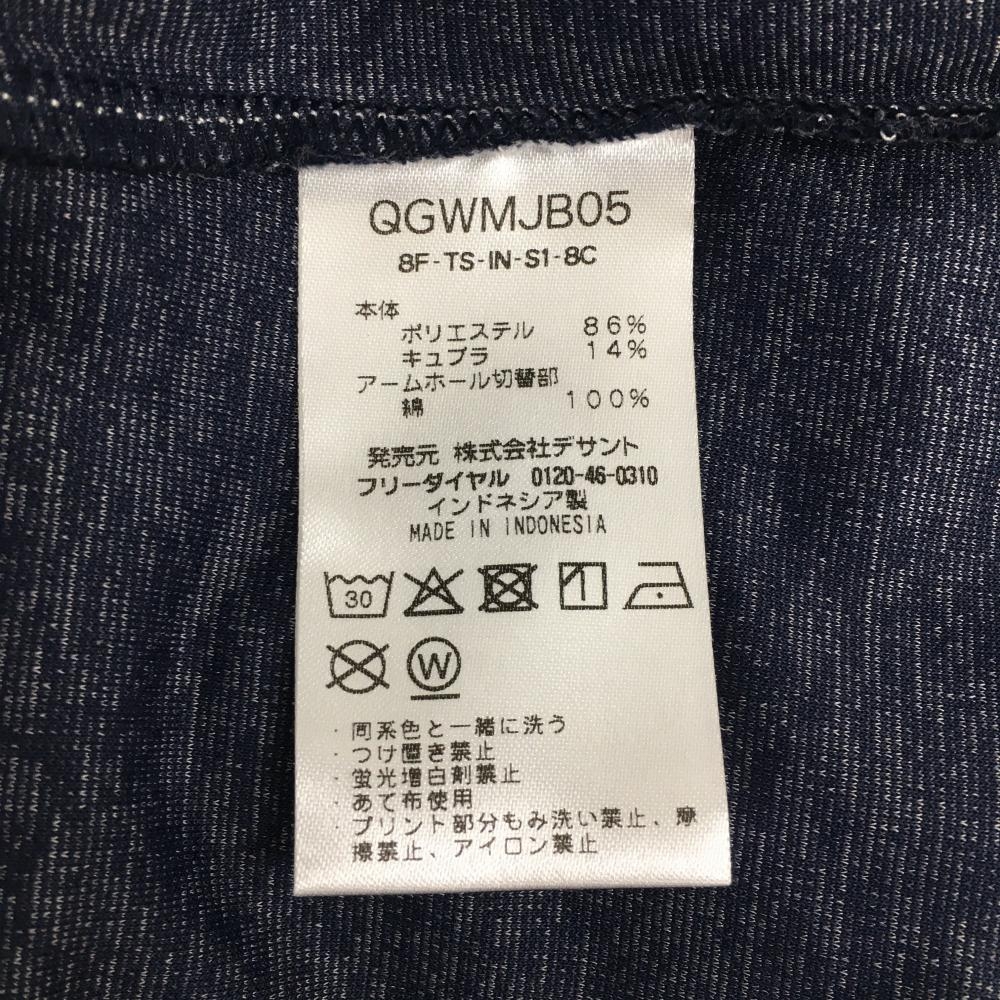 QGWMJB05
8F-TS-IN-S1-8C
本体
ポリエステル 86%
キュプラ 14%
アームホール切替部
綿 100%
発売元 株式会社デサント
フリーダイヤル 0120-46-0310
インドネシア製
MADE IN INDONESIA
30
W
・同系色と一緒に洗う
・つけ置き禁止
・蛍光増白剤禁止
・あて布使用
・プリント部分もみ洗い禁止、摩
擦禁止、アイロン禁止